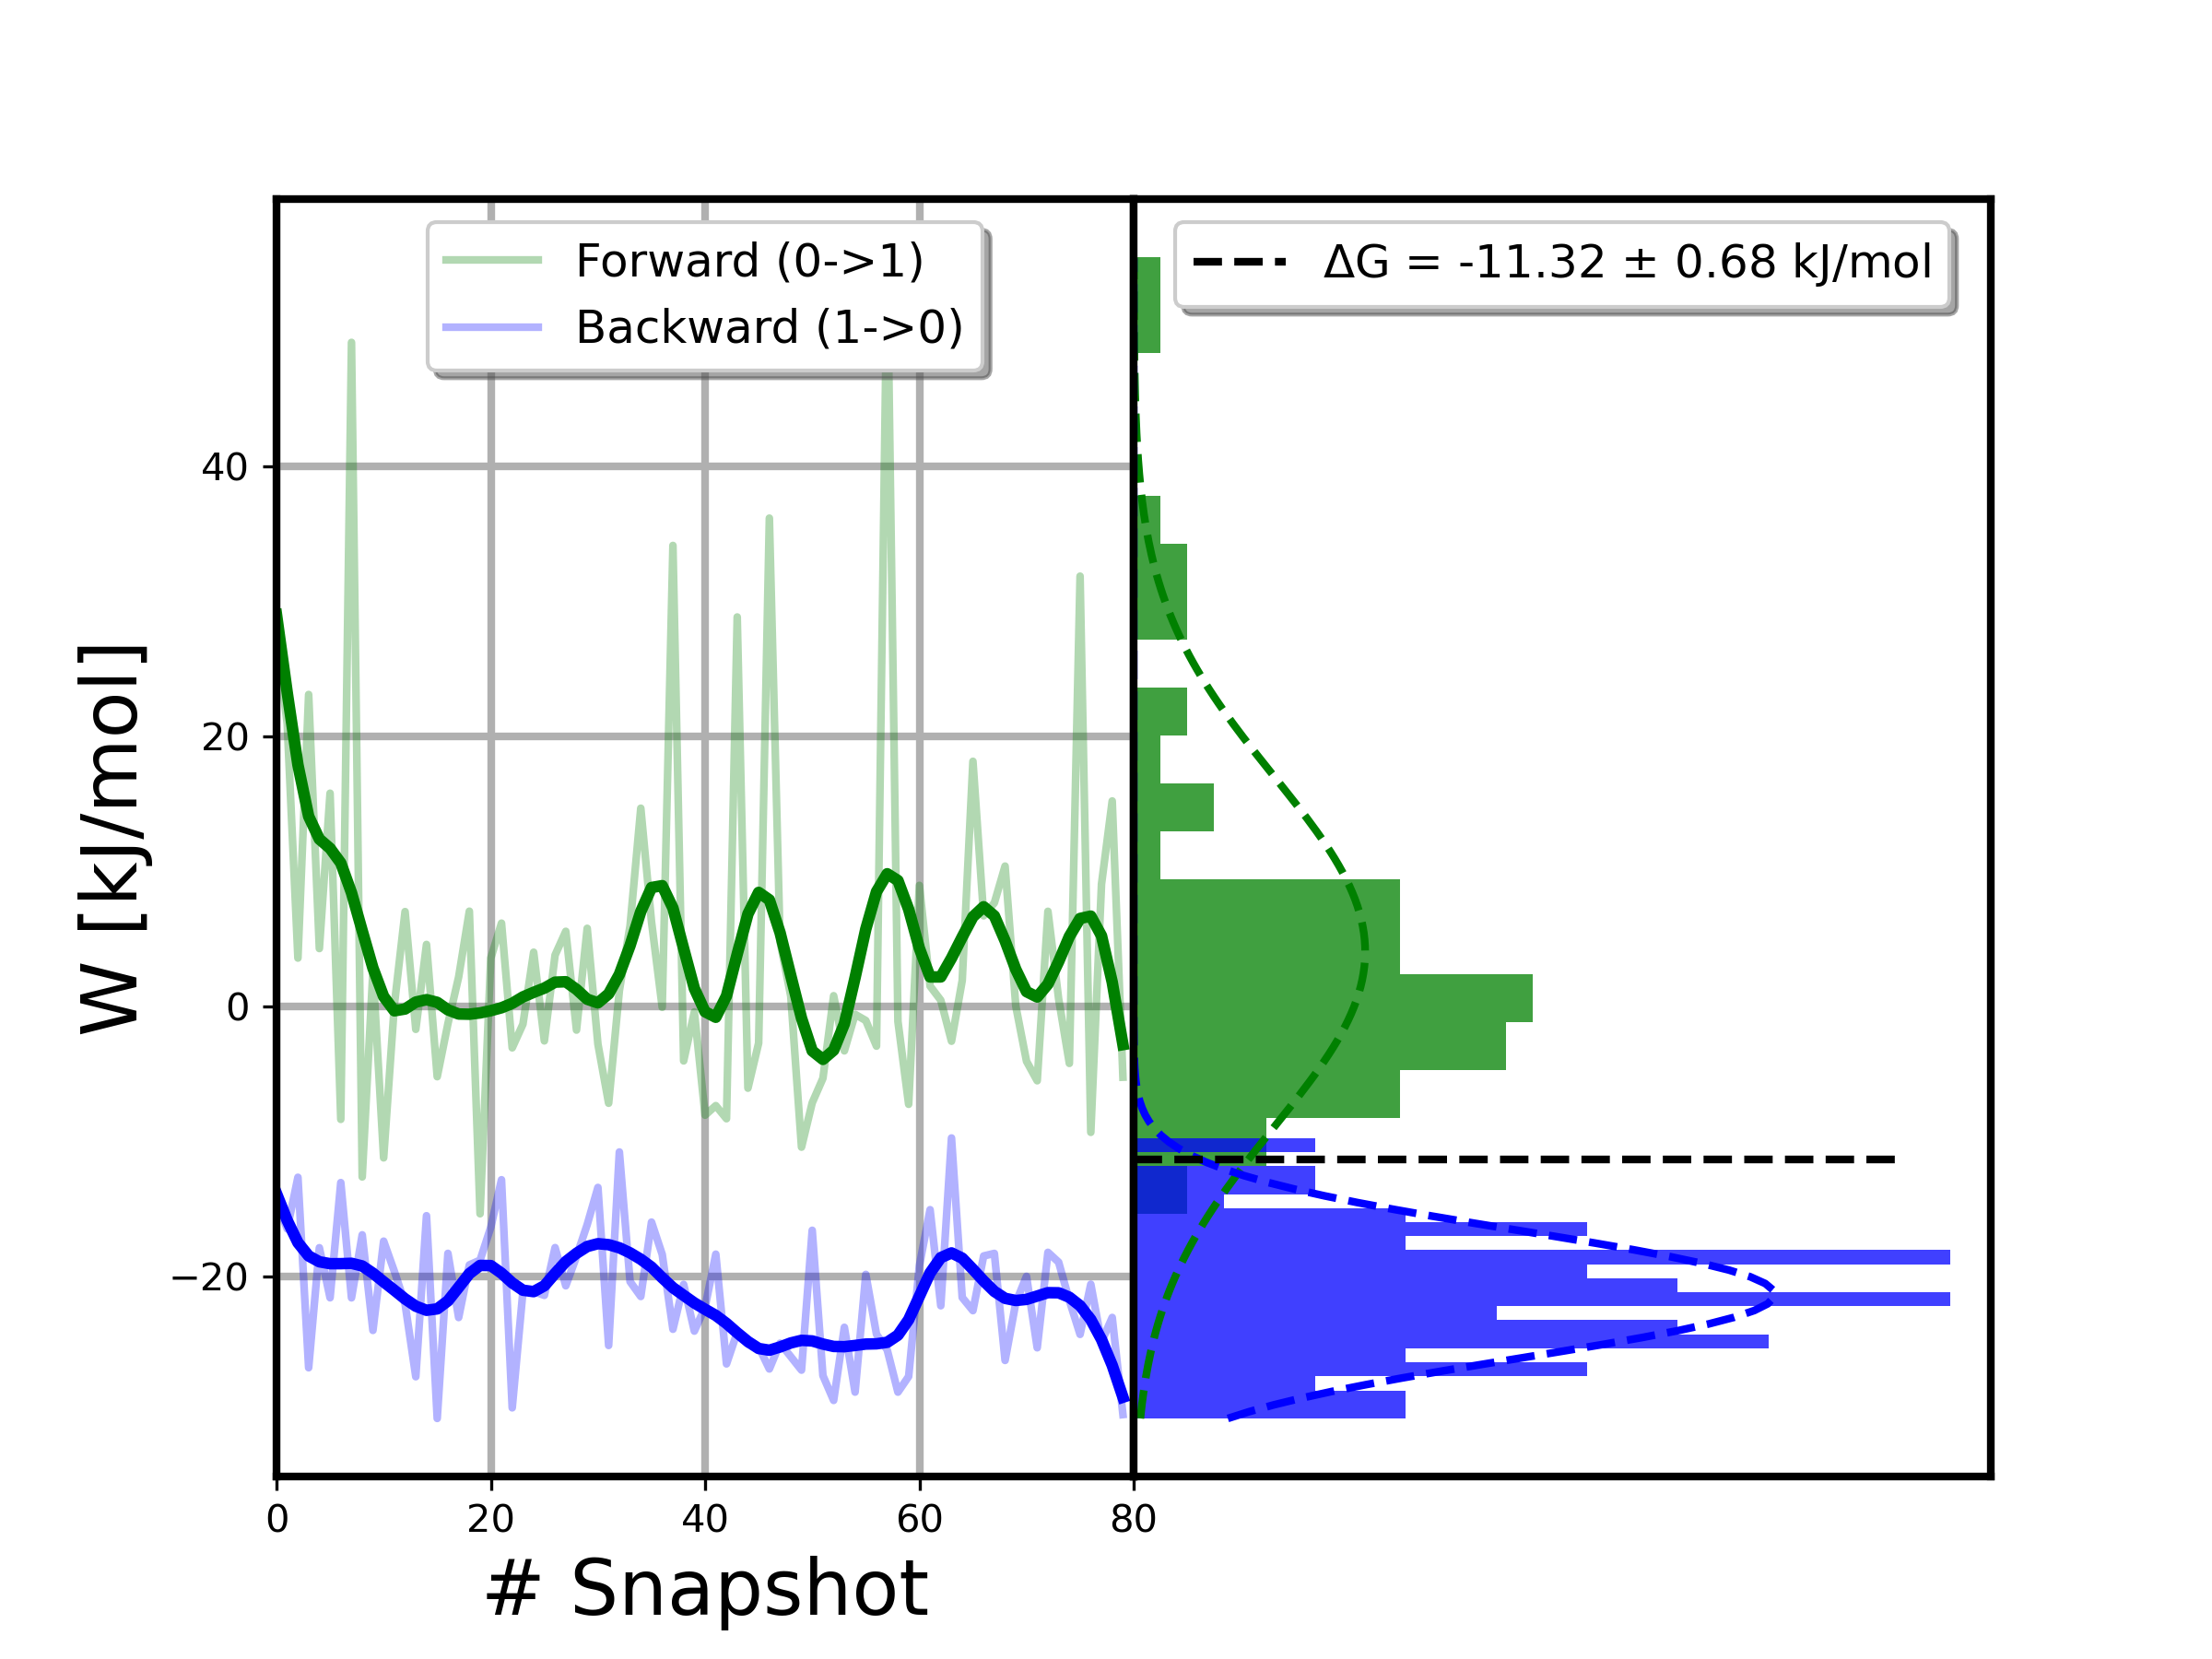 Forward (0->1)
Backward (1->0)
ΔG = -11.32 ± 0.68 kJ/mol
W [kJ/mol]
40
20
0
−20
0 20 40 60 80
# Snapshot